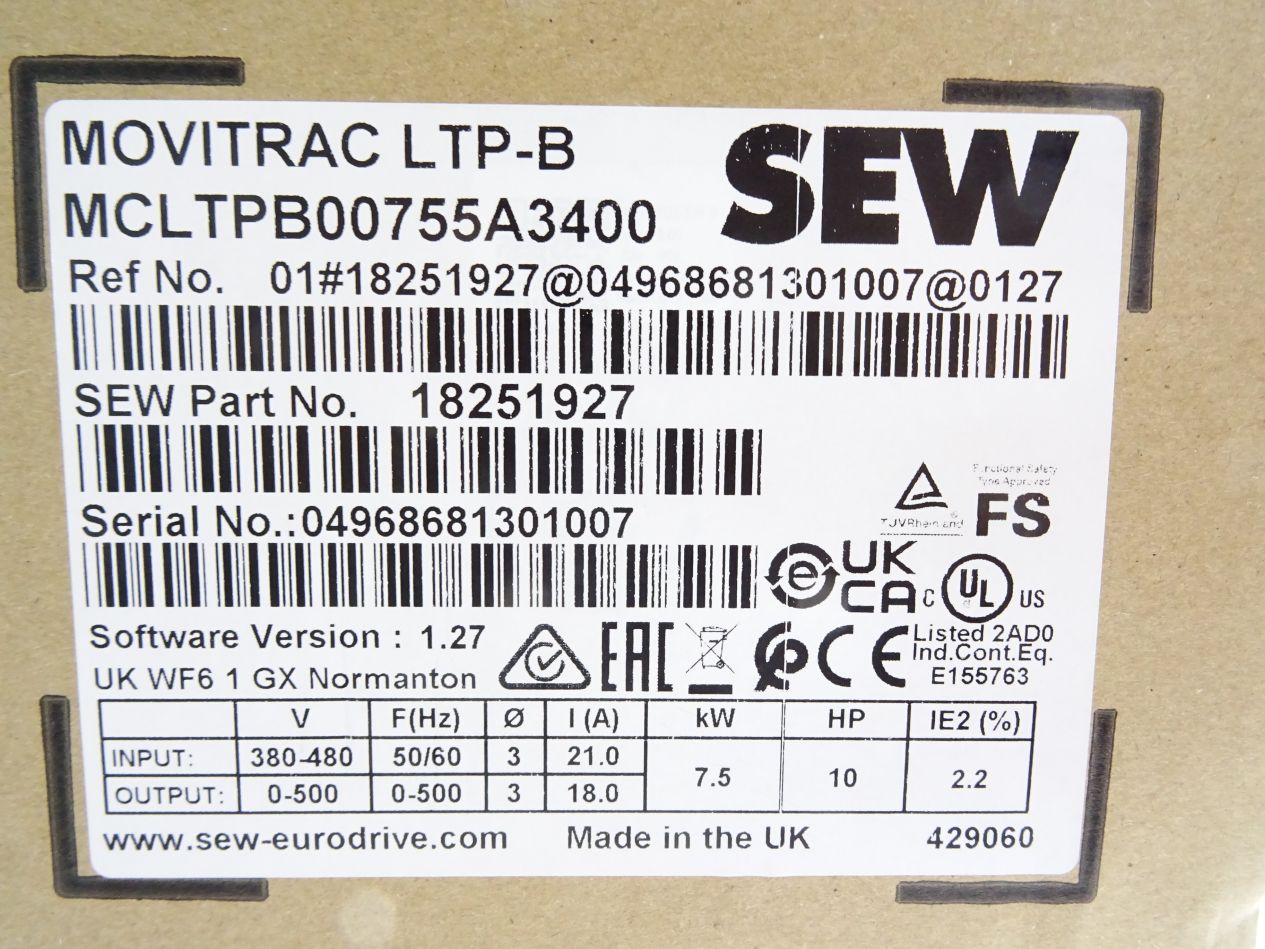 MOVITRAC LTP-B
SEW
MCLTPB00755A3400
Ref No. 01#18251927@04968681301007@0127
SEW Part No. 18251927
Serial No.:04968681301007
TÜVRheinland
Functional Safety
Type Approved
FS
UK
CA
C UL US
Listed 2AD0
Ind.Cont.Eq.
E155763
Software Version : 1.27
UK WF6 1 GX Normanton
EAC
CE
V F(Hz) Ø I (A) kW HP IE2 (%)
INPUT: 380-480 50/60 3 21.0 7.5 10 2.2
OUTPUT: 0-500 0-500 3 18.0
www.sew-eurodrive.com Made in the UK 429060